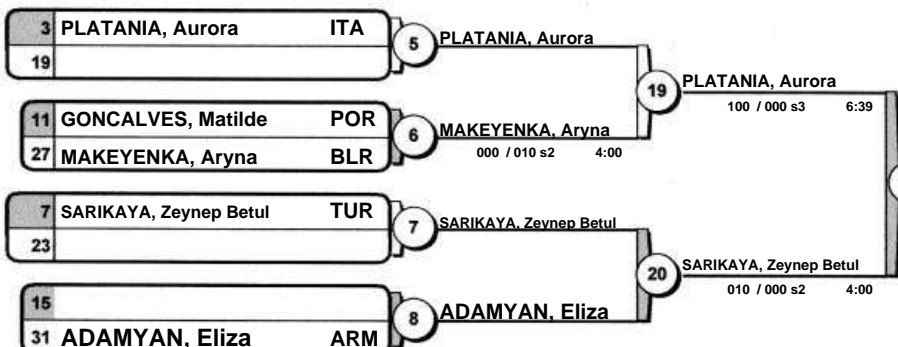 3 PLATANIA, Aurora ITA
19
5
PLATANIA, Aurora
11 GONCALVES, Matilde POR
27 MAKEYENKA, Aryna BLR
6
MAKEYENKA, Aryna
000 / 010 s2 4:00
19
PLATANIA, Aurora
100 / 000 s3 6:39
7 SARIKAYA, Zeynep Betul TUR
23
7
SARIKAYA, Zeynep Betul
15
31 ADAMYAN, Eliza ARM
8
ADAMYAN, Eliza
20
SARIKAYA, Zeynep Betul
010 / 000 s2 4:00